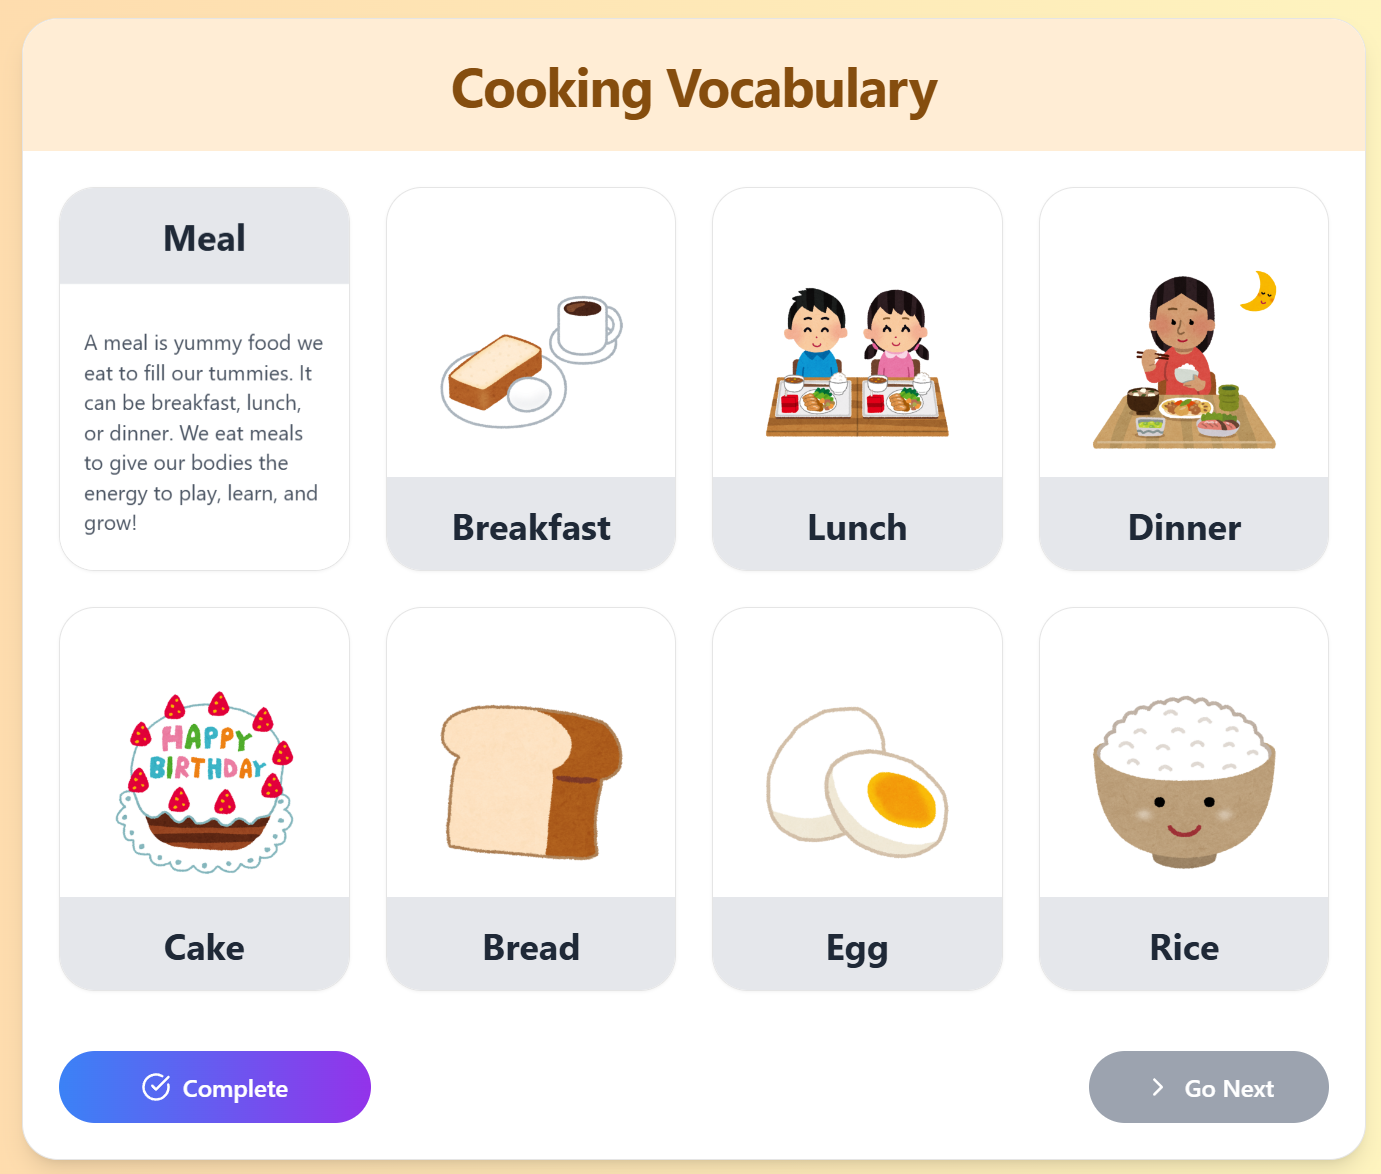 Cooking Vocabulary
Meal
A meal is yummy food we
eat to fill our tummies. It
can be breakfast, lunch,
or dinner. We eat meals
to give our bodies the
energy to play, learn, and
grow!
Breakfast
Lunch
Dinner
HAPPY
BIRTHDAY
Cake
Bread
Egg
Rice
Complete
Go Next